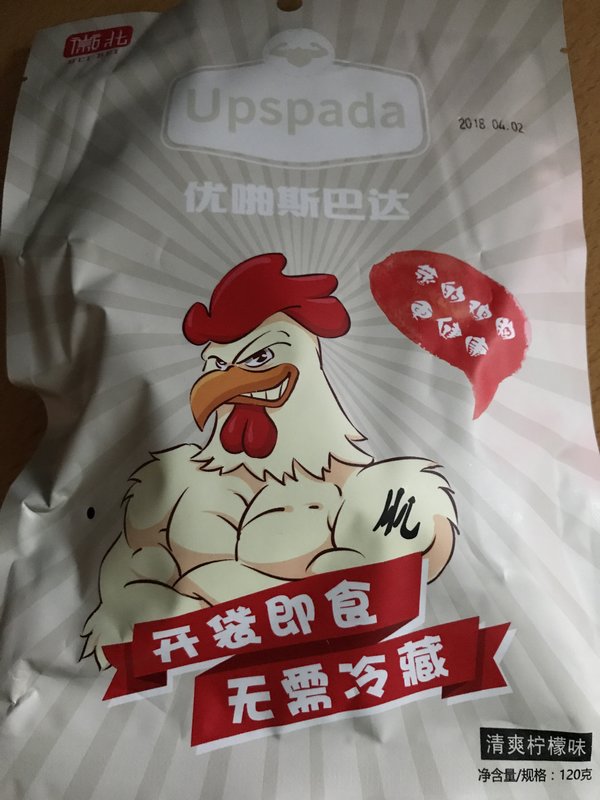 Upspada
2018 04.02
优啪斯巴达
开袋即食
无需冷藏
清爽柠檬味
净含量/规格：120克